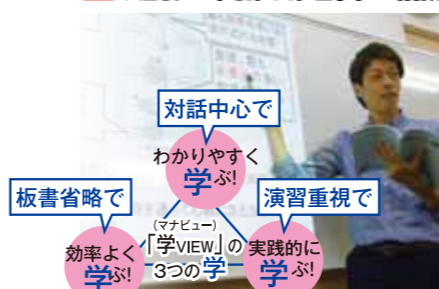 対話中心で
わかりやすく
学ぶ!
板書省略で
演習重視で
効率よく
学ぶ!
(マナビュー)
「学VIEW」の
3つの学
実践的に
学ぶ!